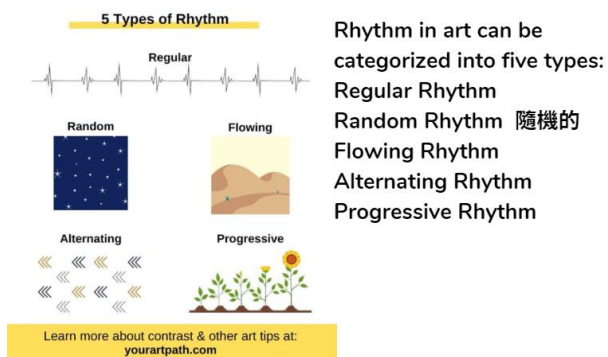 5 Types of Rhythm
Regular
Random
Flowing
Alternating
Progressive
Learn more about contrast & other art tips at:
yourartpath.com
Rhythm in art can be
categorized into five types:
Regular Rhythm
Random Rhythm 隨機的
Flowing Rhythm
Alternating Rhythm
Progressive Rhythm